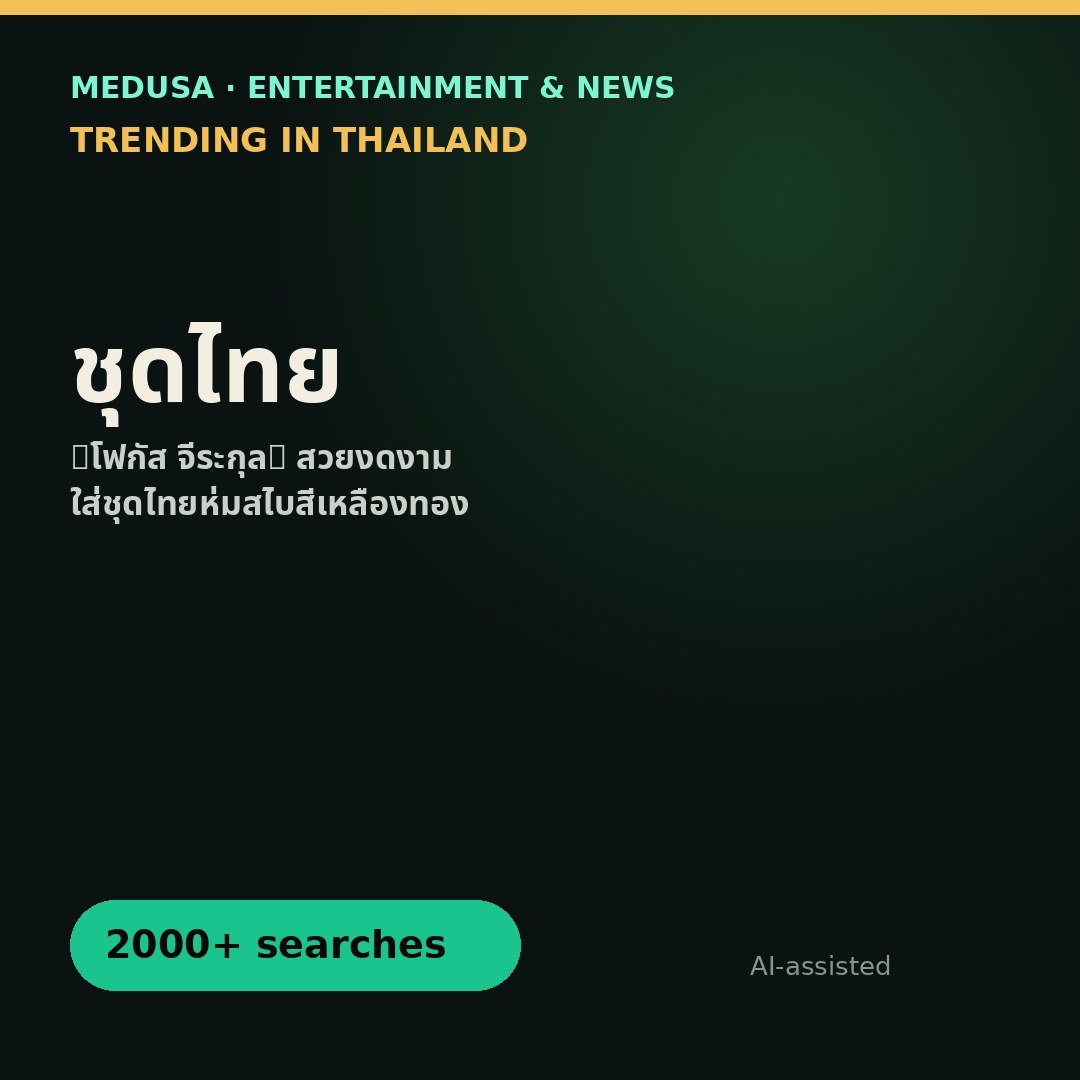 MEDUSA · ENTERTAINMENT & NEWS
TRENDING IN THAILAND
ชุดไทย
โฟกัส จีระกุล สวยงดงาม
ใส่ชุดไทยห่มสไบสีเหลืองทอง
2000+ searches
AI-assisted